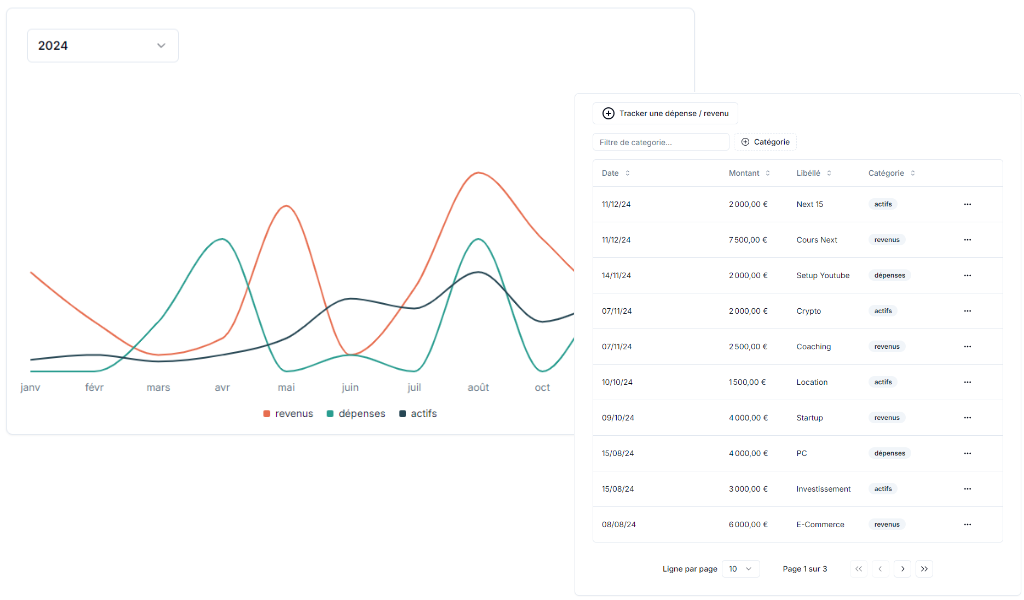 2024
janv févr mars avr mai juin juil août oct
revenus dépenses actifs
Tracker une dépense / revenu
Filtre de categorie... Catégorie
Date Montant Libéllé Catégorie
11/12/24 2 000,00 € Next 15 actifs
11/12/24 7 500,00 € Cours Next revenus
14/11/24 2 000,00 € Setup Youtube dépenses
07/11/24 2 000,00 € Crypto actifs
07/11/24 2 500,00 € Coaching revenus
10/10/24 1 500,00 € Location actifs
09/10/24 4 000,00 € Startup revenus
15/08/24 4 000,00 € PC dépenses
15/08/24 3 000,00 € Investissement actifs
08/08/24 6 000,00 € E-Commerce revenus
Ligne par page 10 Page 1 sur 3